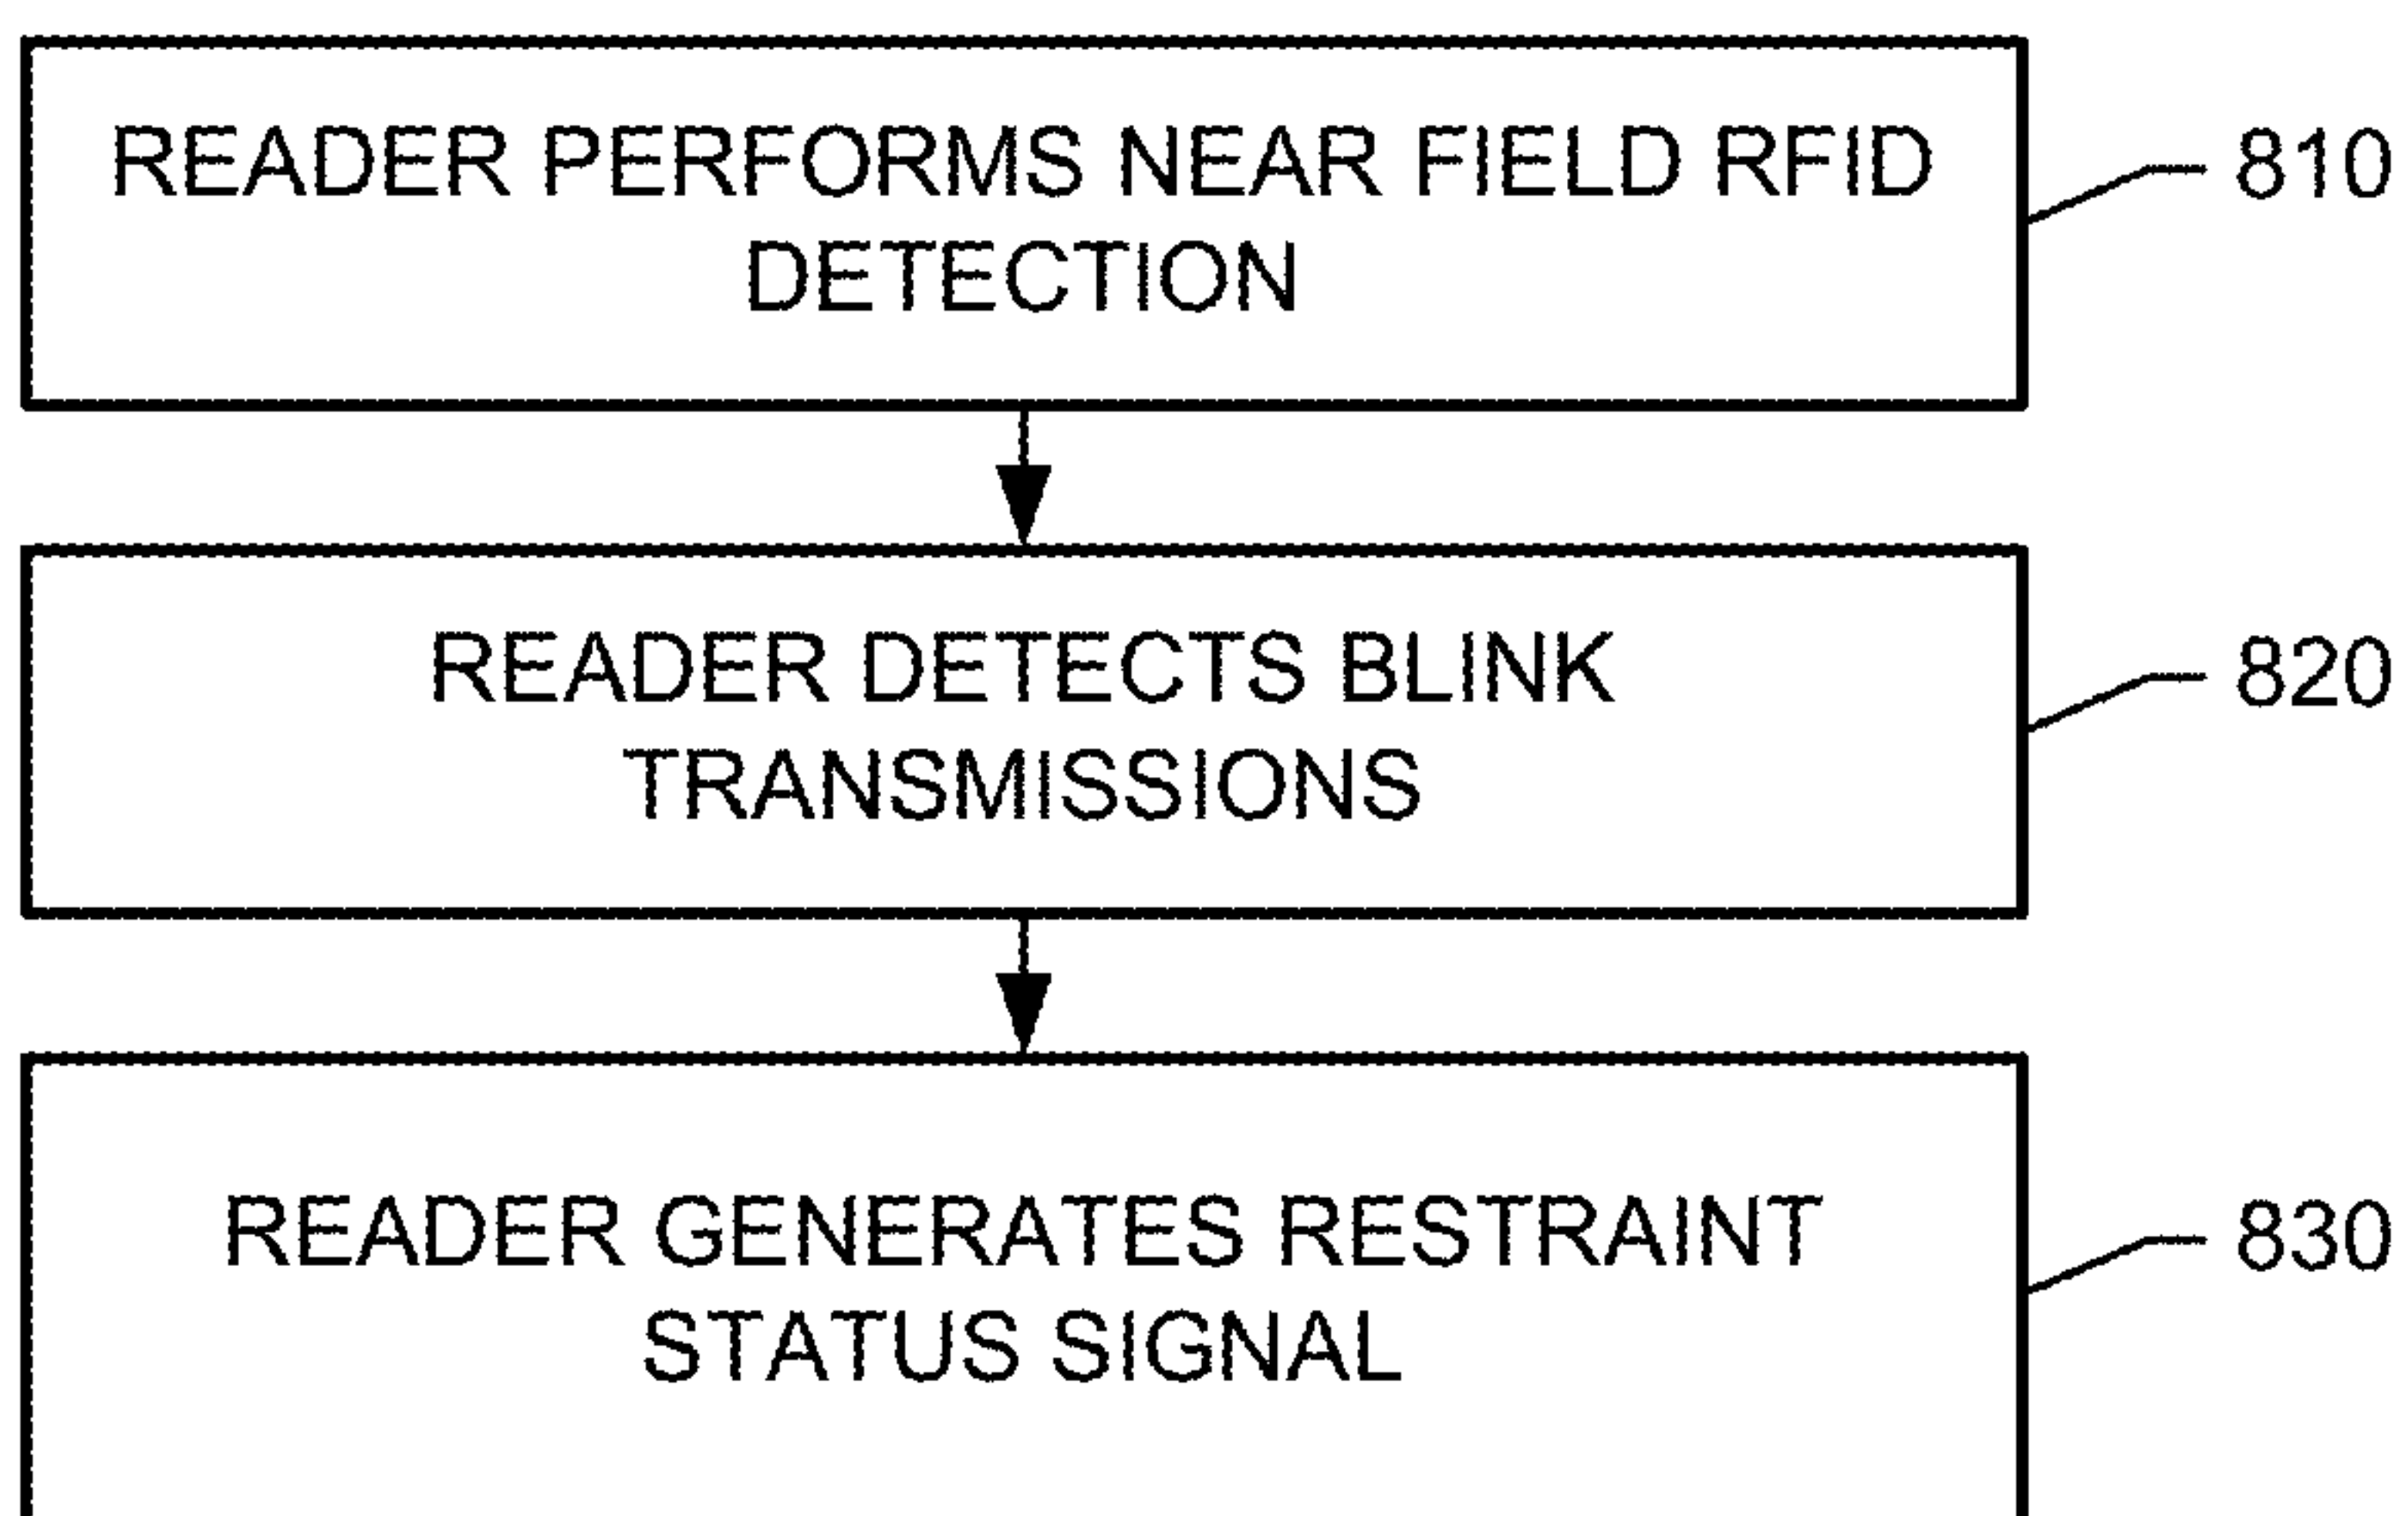 READER PERFORMS NEAR FIELD RFID
DETECTION
810
READER DETECTS BLINK
TRANSMISSIONS
820
READER GENERATES RESTRAINT
STATUS SIGNAL
830